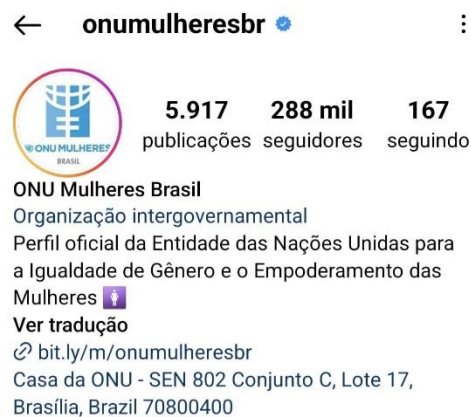 onumulheresbr
ONU MULHERES
BRASIL
5.917 288 mil 167
publicações seguidores seguindo
ONU Mulheres Brasil
Organização intergovernamental
Perfil oficial da Entidade das Nações Unidas para
a Igualdade de Gênero e o Empoderamento das
Mulheres 🚺
Ver tradução
bit.ly/m/onumulheresbr
Casa da ONU - SEN 802 Conjunto C, Lote 17,
Brasília, Brazil 70800400